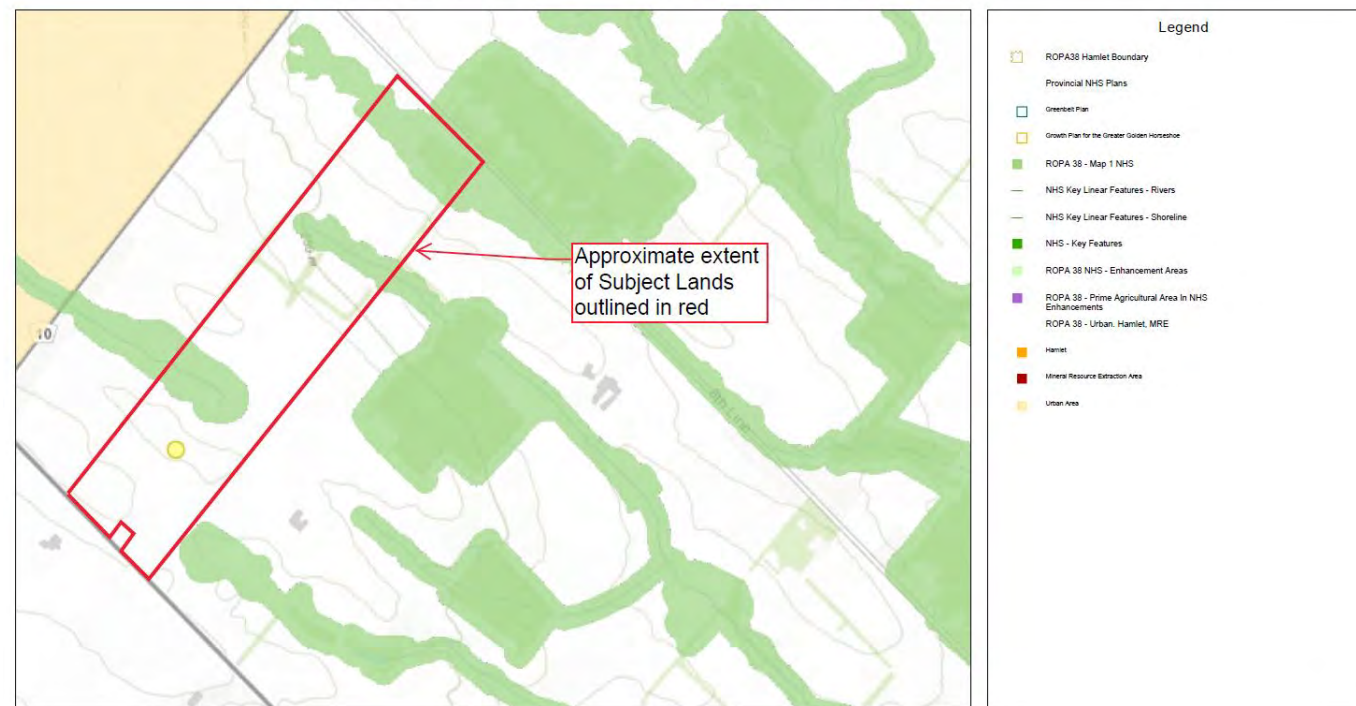 10
8th Line
Approximate extent
of Subject Lands
outlined in red
Legend
ROPA38 Hamlet Boundary
Provincial NHS Plans
Greenbelt Plan
Growth Plan for the Greater Golden Horseshoe
ROPA 38 - Map 1 NHS
NHS Key Linear Features - Rivers
NHS Key Linear Features - Shoreline
NHS - Key Features
ROPA 38 NHS - Enhancement Areas
ROPA 38 - Prime Agricultural Area In NHS
Enhancements
ROPA 38 - Urban. Hamlet, MRE
Hamlet
Mineral Resource Extraction Area
Urban Area